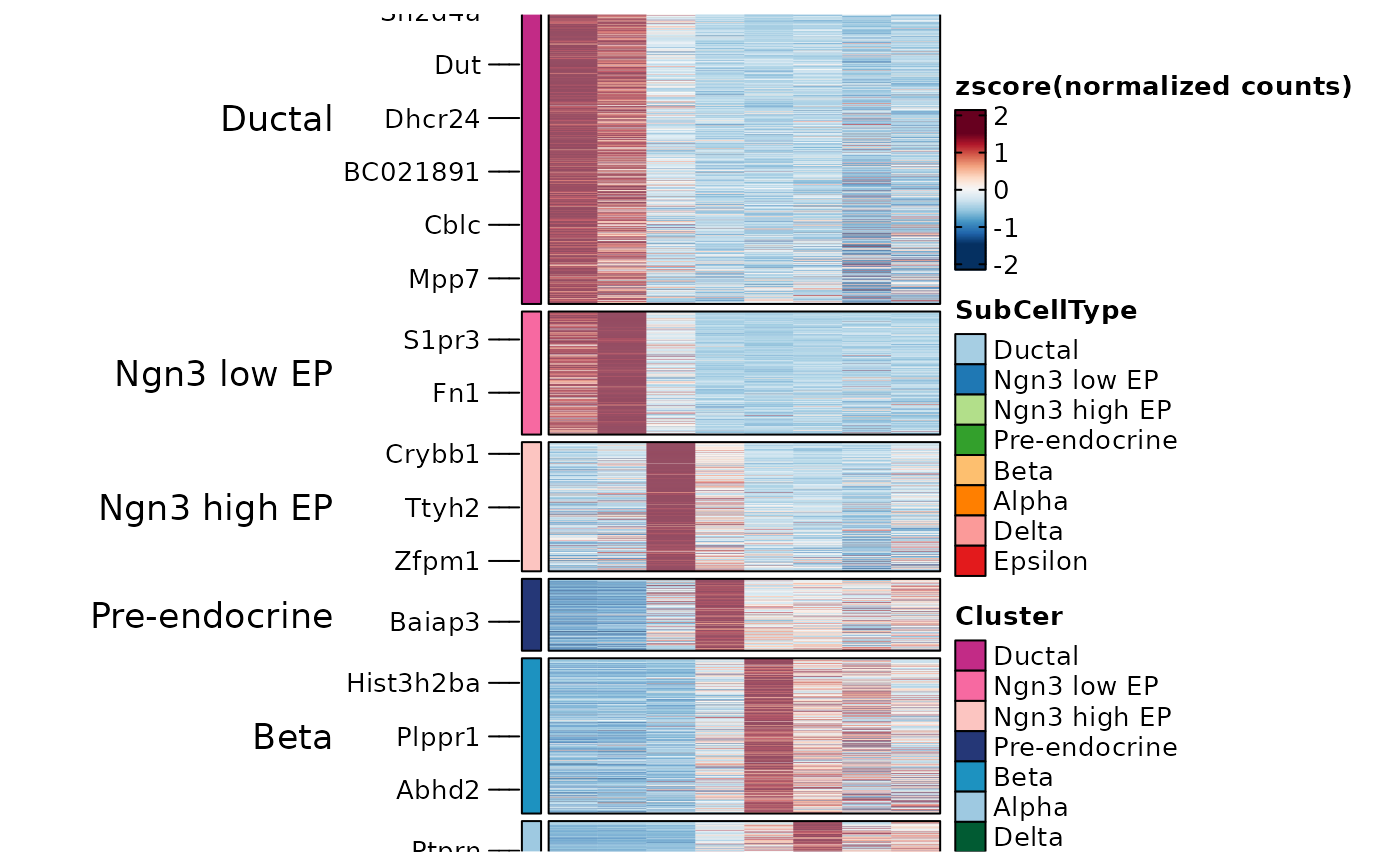 Dut
Ductal
Dhcr24
BC021891
Cblc
Mpp7
S1pr3
Ngn3 low EP
Fn1
Crybb1
Ngn3 high EP
Ttyh2
Zfpm1
Pre-endocrine
Baiap3
Hist3h2ba
Beta
Plppr1
Abhd2
Ptprn
zscore(normalized counts)
2
1
0
-1
-2
SubCellType
Ductal
Ngn3 low EP
Ngn3 high EP
Pre-endocrine
Beta
Alpha
Delta
Epsilon
Cluster
Ductal
Ngn3 low EP
Ngn3 high EP
Pre-endocrine
Beta
Alpha
Delta